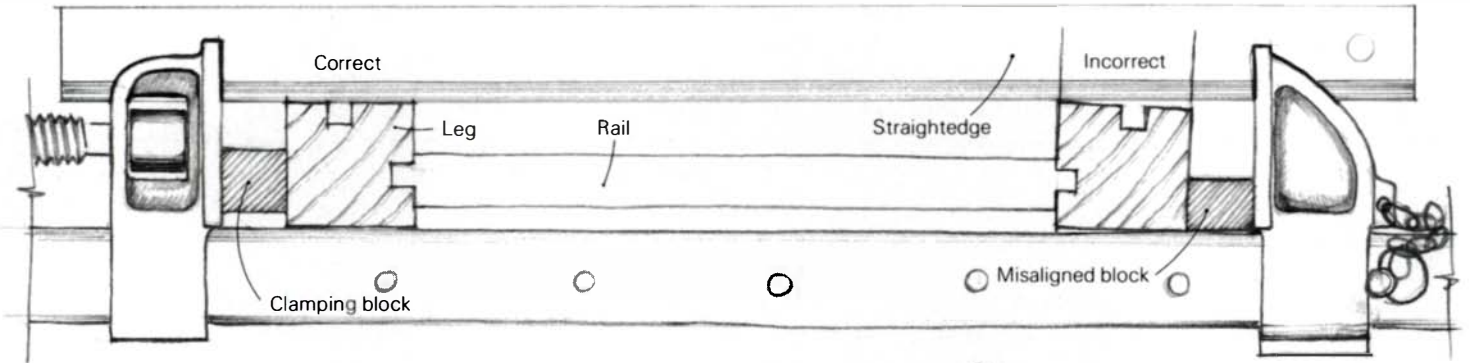 Correct
Incorrect
Leg
Rail
Straightedge
Misaligned block
Clamping block